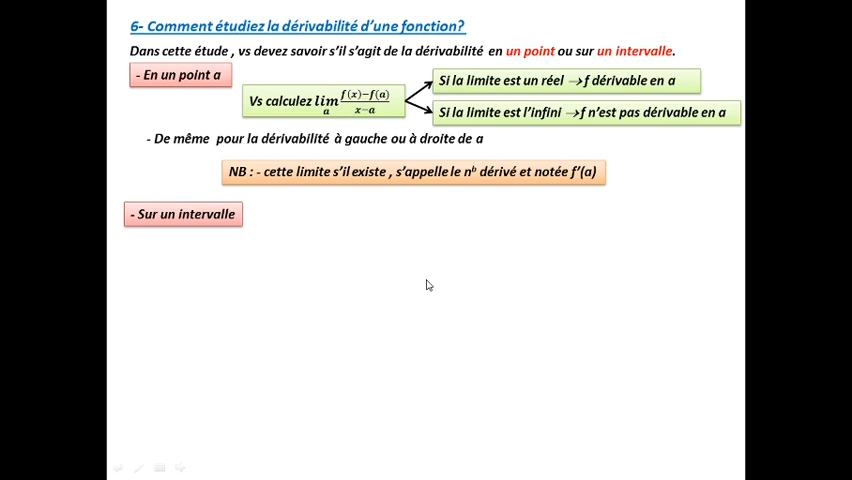 6- Comment étudiez la dérivabilité d'une fonction?
Dans cette étude , vs devez savoir s'il s'agit de la dérivabilité en un point ou sur un intervalle.
- En un point a
Vs calculez lim_a (f(x)−f(a))/(x−a)
Si la limite est un réel → f dérivable en a
Si la limite est l'infini → f n'est pas dérivable en a
- De même pour la dérivabilité à gauche ou à droite de a
NB : - cette limite s'il existe , s'appelle le nᵇ dérivé et notée f'(a)
- Sur un intervalle